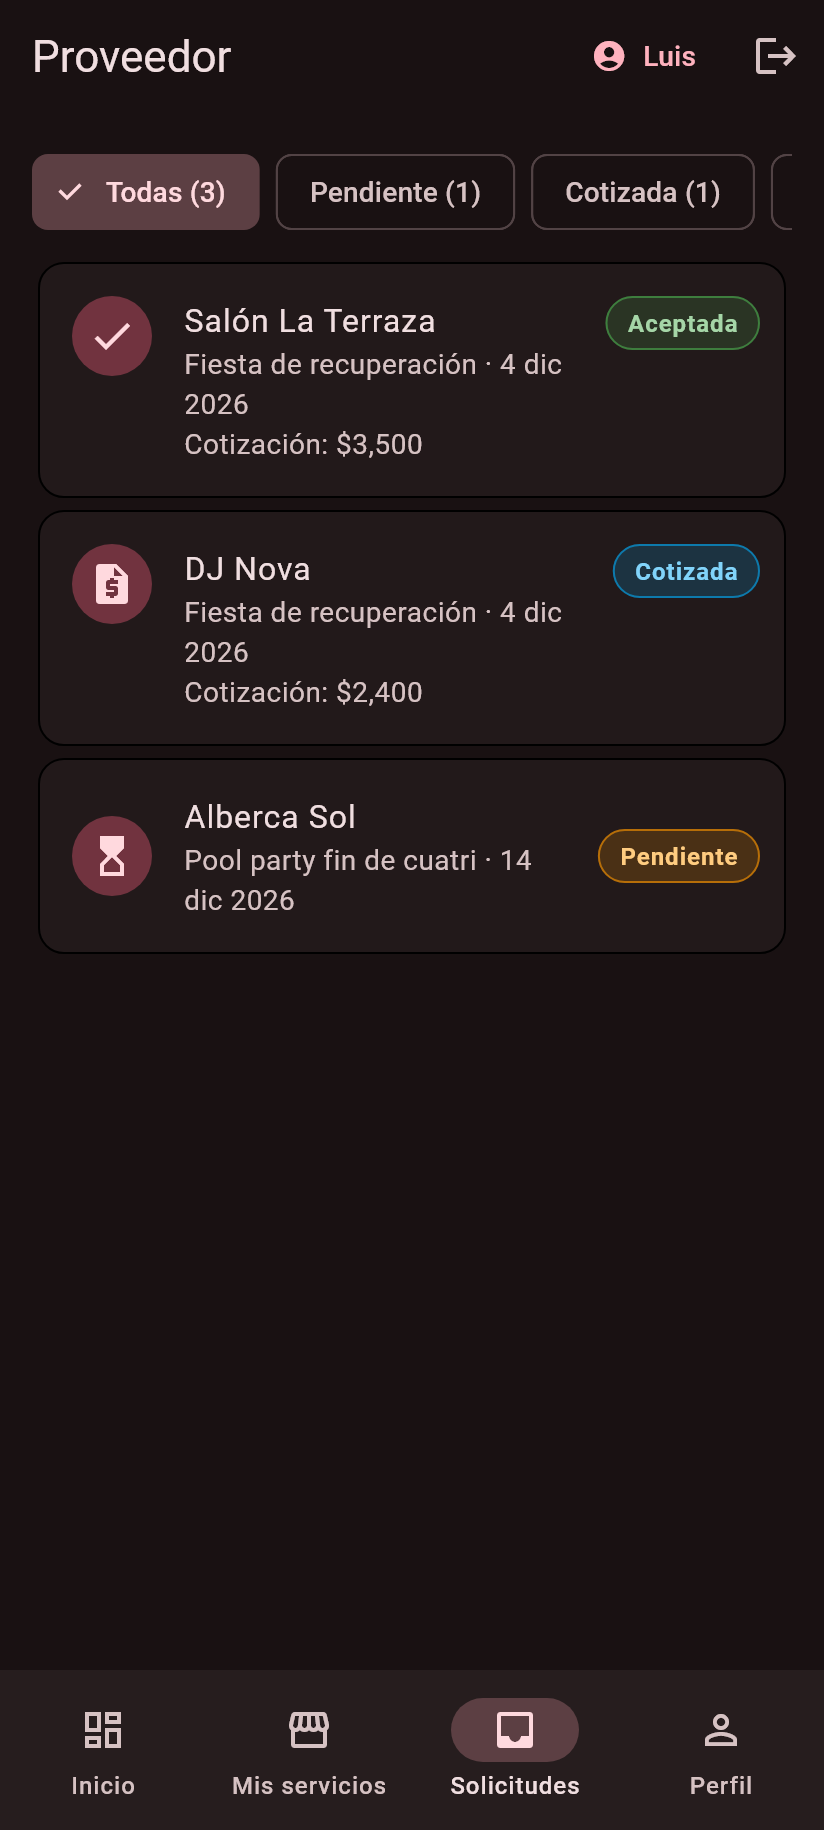 Proveedor
Luis
Todas (3)
Pendiente (1)
Cotizada (1)
Salón La Terraza
Aceptada
Fiesta de recuperación · 4 dic
2026
Cotización: $3,500
DJ Nova
Cotizada
Fiesta de recuperación · 4 dic
2026
Cotización: $2,400
Alberca Sol
Pool party fin de cuatri · 14
dic 2026
Pendiente
Inicio
Mis servicios
Solicitudes
Perfil